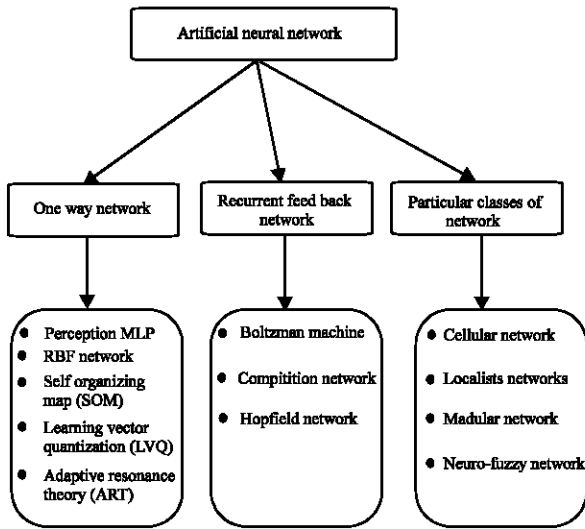 Artificial neural network
One way network
Recurrent feed back
network
Particular classes of
network
Perception MLP
RBF network
Self organizing
map (SOM)
Learning vector
quantization (LVQ)
Adaptive resonance
theory (ART)
Boltzman machine
Compitition network
Hopfield network
Cellular network
Localists networks
Madular network
Neuro-fuzzy network